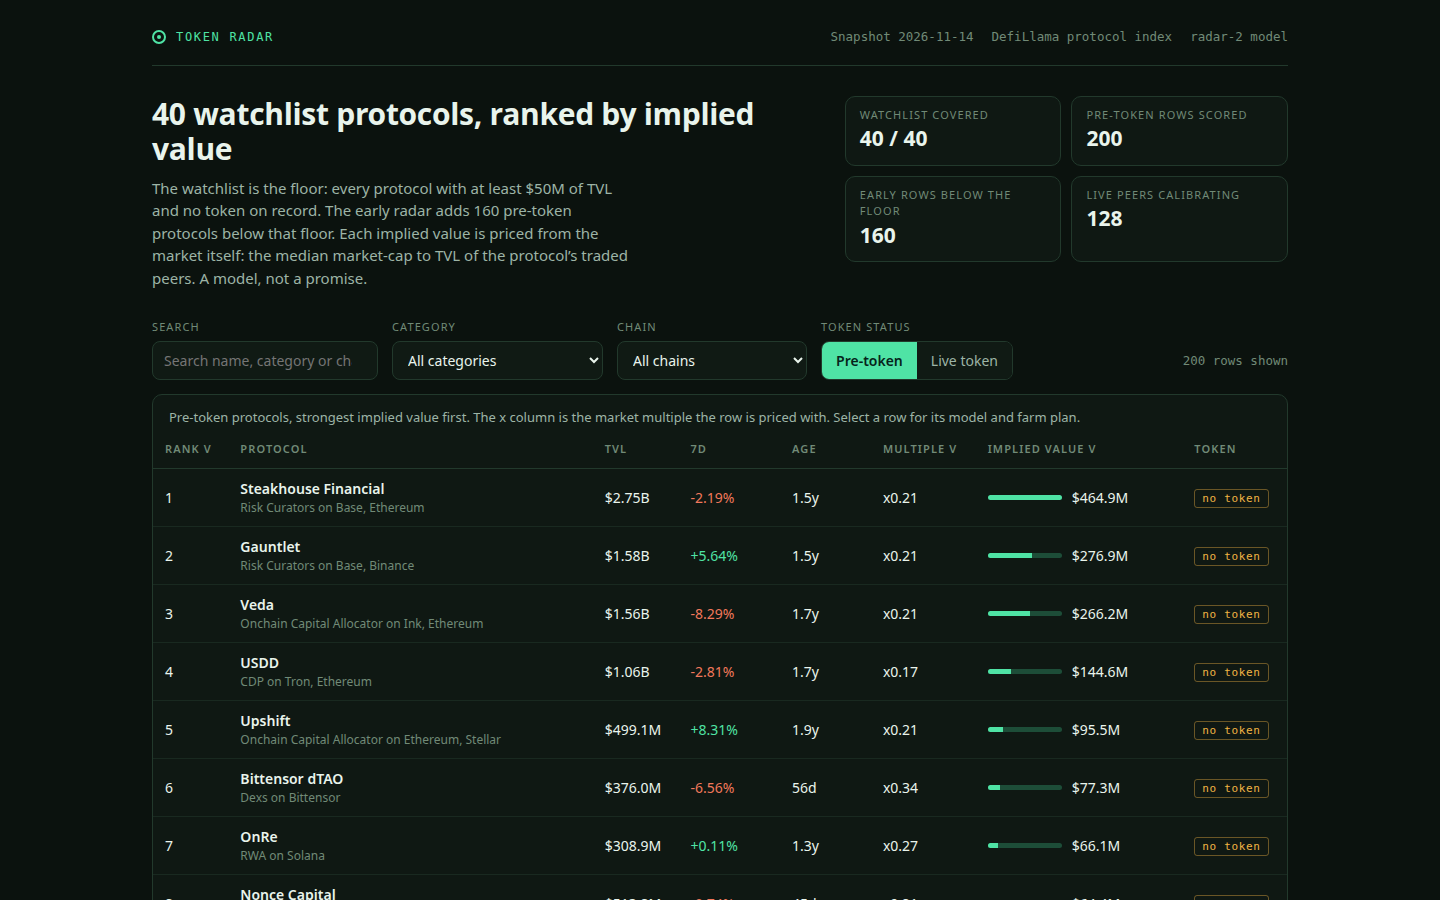 TOKEN RADAR
Snapshot 2026-11-14 DefiLlama protocol index radar-2 model
40 watchlist protocols, ranked by implied
value
The watchlist is the floor: every protocol with at least $50M of TVL
and no token on record. The early radar adds 160 pre-token
protocols below that floor. Each implied value is priced from the
market itself: the median market-cap to TVL of the protocol’s traded
peers. A model, not a promise.
WATCHLIST COVERED
40 / 40
PRE-TOKEN ROWS SCORED
200
EARLY ROWS BELOW THE
FLOOR
160
LIVE PEERS CALIBRATING
128
SEARCH CATEGORY CHAIN TOKEN STATUS
Search name, category or ch All categories All chains Pre-token Live token 200 rows shown
Pre-token protocols, strongest implied value first. The x column is the market multiple the row is priced with. Select a row for its model and farm plan.
RANK V PROTOCOL TVL 7D AGE MULTIPLE V IMPLIED VALUE V TOKEN
1 Steakhouse Financial $2.75B -2.19% 1.5y x0.21 $464.9M no token
Risk Curators on Base, Ethereum
2 Gauntlet $1.58B +5.64% 1.5y x0.21 $276.9M no token
Risk Curators on Base, Binance
3 Veda $1.56B -8.29% 1.7y x0.21 $266.2M no token
Onchain Capital Allocator on Ink, Ethereum
4 USDD $1.06B -2.81% 1.7y x0.17 $144.6M no token
CDP on Tron, Ethereum
5 Upshift $499.1M +8.31% 1.9y x0.21 $95.5M no token
Onchain Capital Allocator on Ethereum, Stellar
6 Bittensor dTAO $376.0M -6.56% 56d x0.34 $77.3M no token
Dexs on Bittensor
7 OnRe $308.9M +0.11% 1.3y x0.27 $66.1M no token
RWA on Solana
Nonce Capital